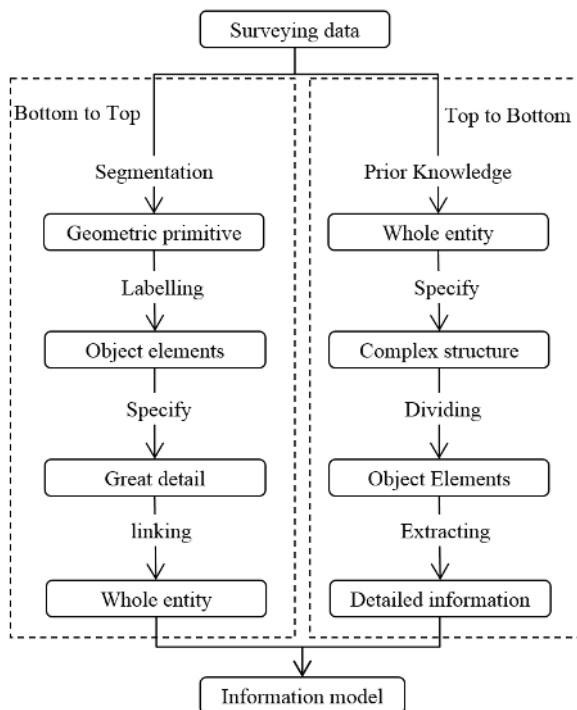 Surveying data
Bottom to Top
Segmentation
Geometric primitive
Labelling
Object elements
Specify
Great detail
linking
Whole entity
Top to Bottom
Prior Knowledge
Whole entity
Specify
Complex structure
Dividing
Object Elements
Extracting
Detailed information
Information model